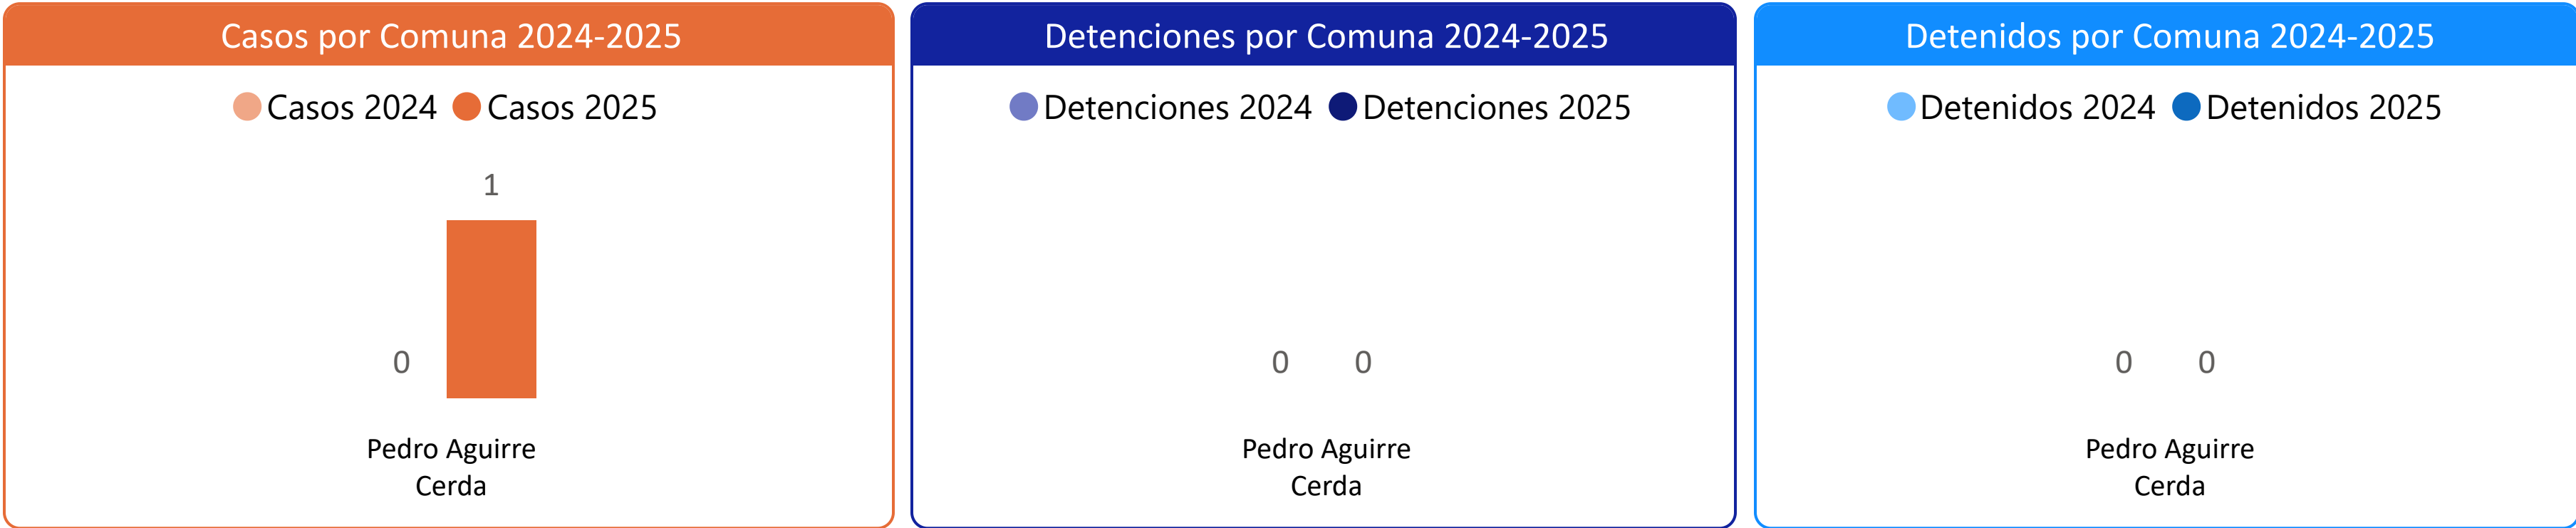 Casos por Comuna 2024-2025
Casos 2024 Casos 2025
1
0
Pedro Aguirre
Cerda
Detenciones por Comuna 2024-2025
Detenciones 2024 Detenciones 2025
0 0
Pedro Aguirre
Cerda
Detenidos por Comuna 2024-2025
Detenidos 2024 Detenidos 2025
0 0
Pedro Aguirre
Cerda